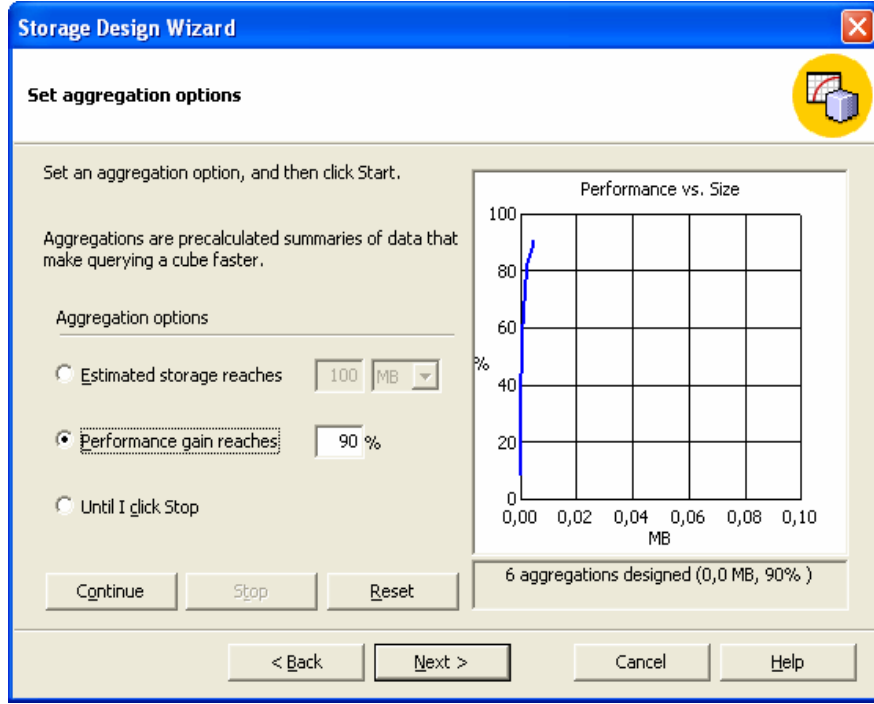 Storage Design Wizard
Set aggregation options
Set an aggregation option, and then click Start.
Aggregations are precalculated summaries of data that
make querying a cube faster.
Aggregation options
Estimated storage reaches 100 MB
Performance gain reaches 90 %
Until I click Stop
Continue Stop Reset
Performance vs. Size
100
80
60
%
40
20
0
0,00 0,02 0,04 0,06 0,08 0,10
MB
6 aggregations designed (0,0 MB, 90% )
< Back Next > Cancel Help